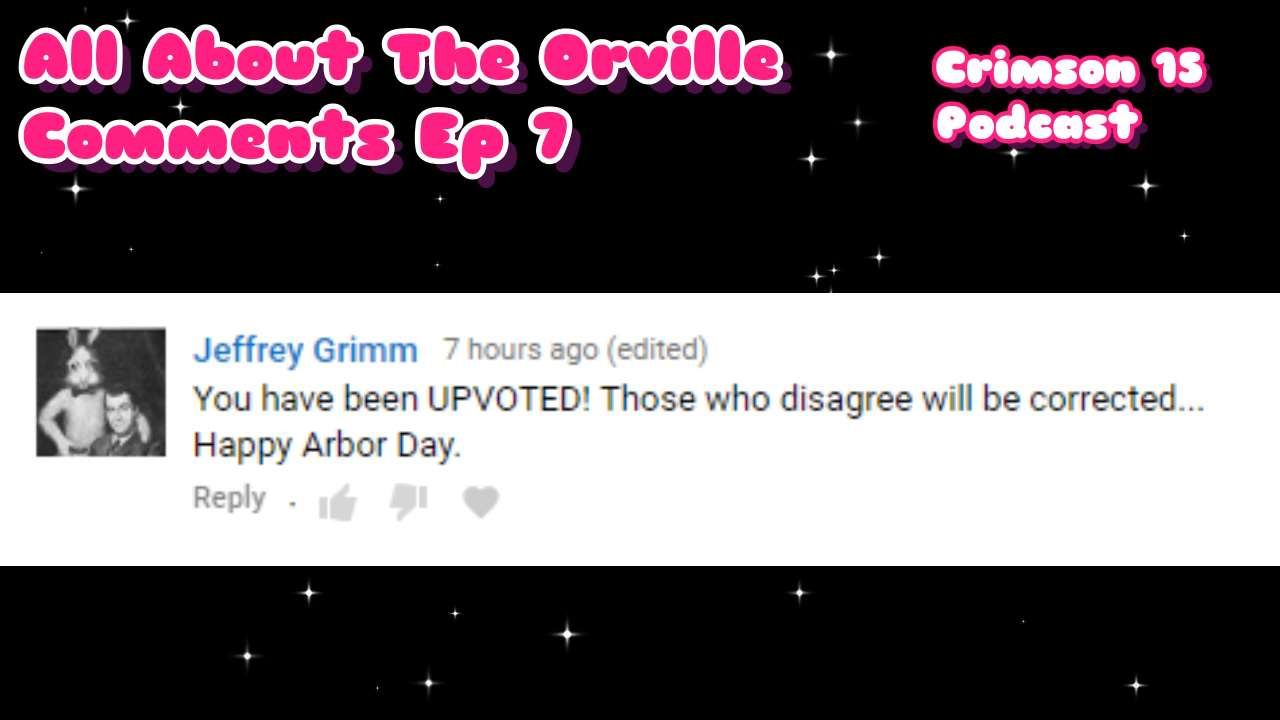 All About The Orville
Comments Ep 7
Crimson 15
Podcast
Jeffrey Grimm 7 hours ago (edited)
You have been UPVOTED! Those who disagree will be corrected...
Happy Arbor Day.
Reply .